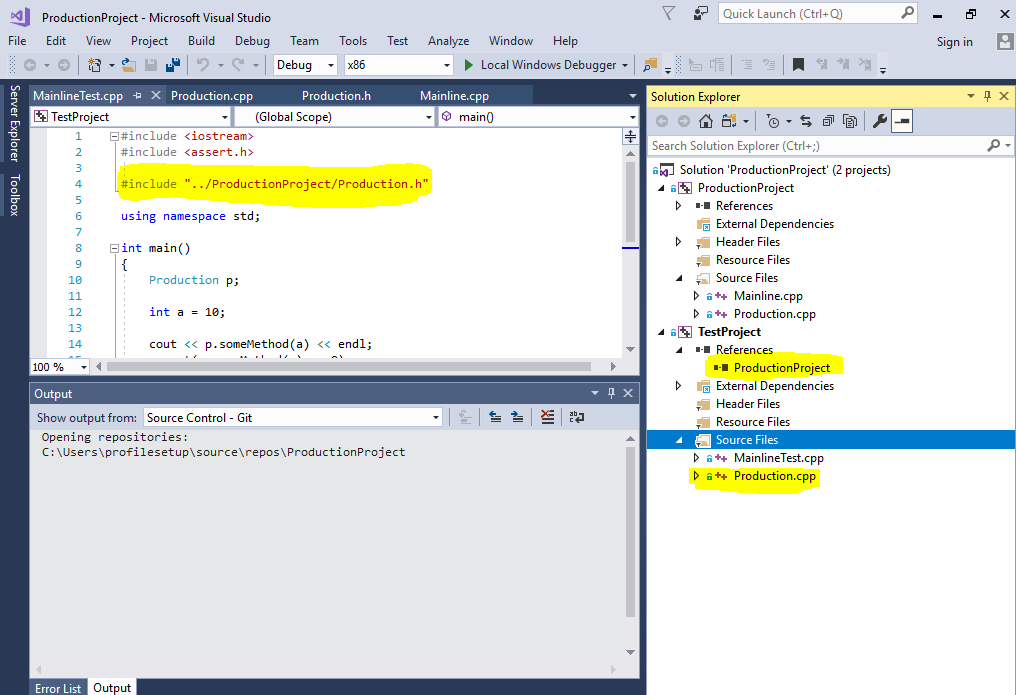 ProductionProject - Microsoft Visual Studio
Quick Launch (Ctrl+Q)
File Edit View Project Build Debug Team Tools Test Analyze Window Help
Sign in
Debug x86 Local Windows Debugger
Server Explorer
Toolbox
MainlineTest.cpp Production.cpp Production.h Mainline.cpp
TestProject (Global Scope) main()
1 #include <iostream>
2 #include <assert.h>
3
4 #include "../ProductionProject/Production.h"
5
6 using namespace std;
7
8 int main()
9 {
10 Production p;
11
12 int a = 10;
13
14 cout << p.someMethod(a) << endl;
100 %
Output
Show output from: Source Control - Git
Opening repositories:
C:\Users\profilesetup\source\repos\ProductionProject
Error List Output
Solution Explorer
Search Solution Explorer (Ctrl+;)
Solution 'ProductionProject' (2 projects)
ProductionProject
References
External Dependencies
Header Files
Resource Files
Source Files
Mainline.cpp
Production.cpp
TestProject
References
ProductionProject
External Dependencies
Header Files
Resource Files
Source Files
MainlineTest.cpp
Production.cpp